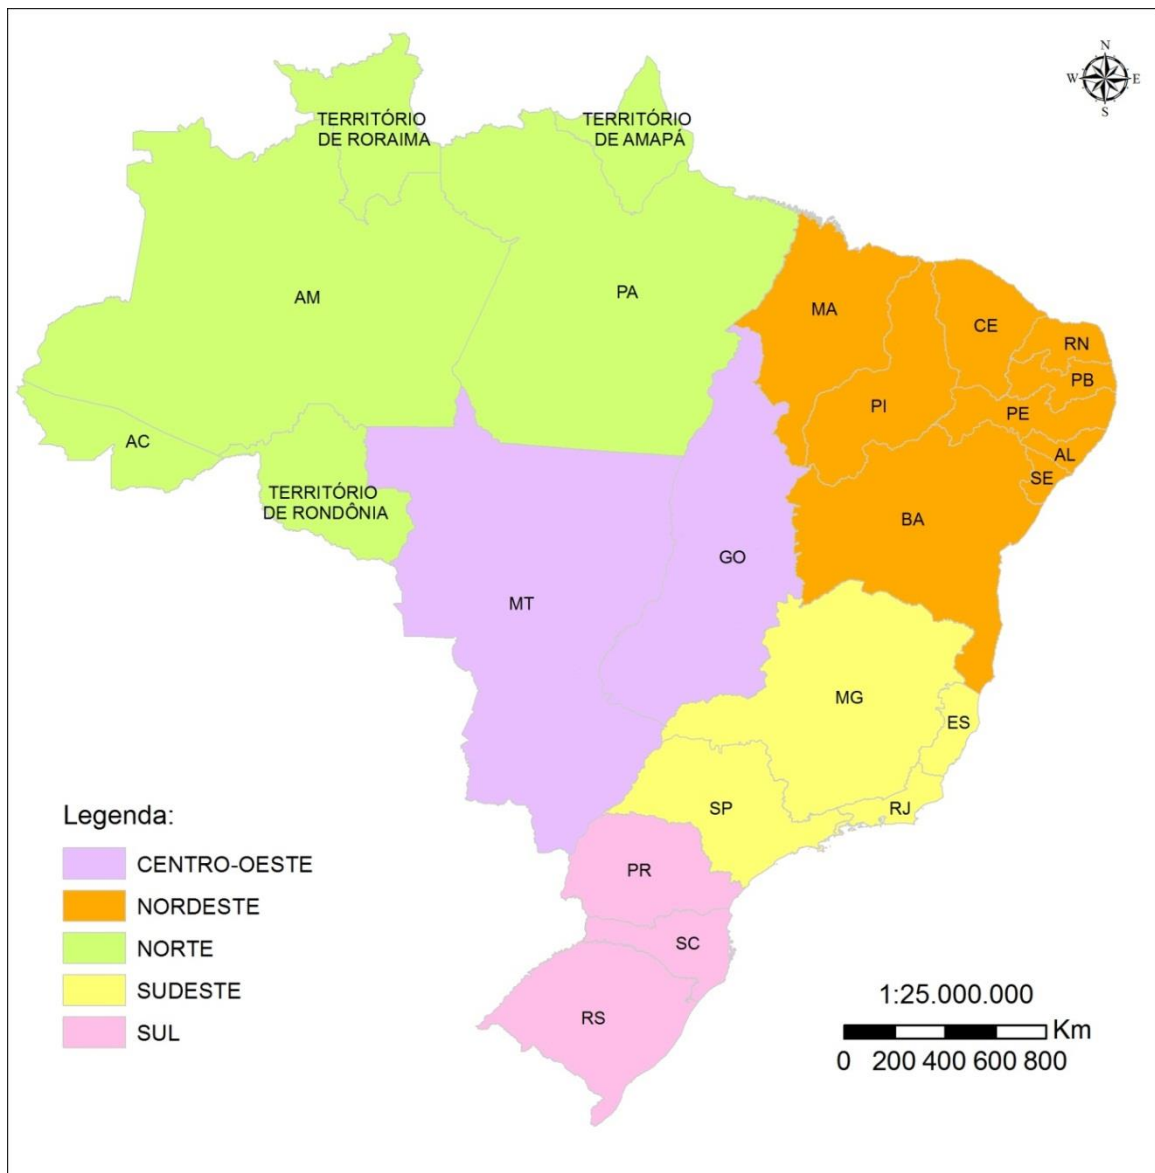 N
W E
S
TERRITÓRIO
DE RORAIMA
TERRITÓRIO
DE AMAPÁ
AM
PA
MA
CE
RN
PB
PI
PE
AC
AL
SE
TERRITÓRIO
DE RONDÔNIA
BA
GO
MT
MG
ES
SP
RJ
PR
SC
RS
Legenda:
CENTRO-OESTE
NORDESTE
NORTE
SUDESTE
SUL
1:25.000.000
Km
0 200 400 600 800